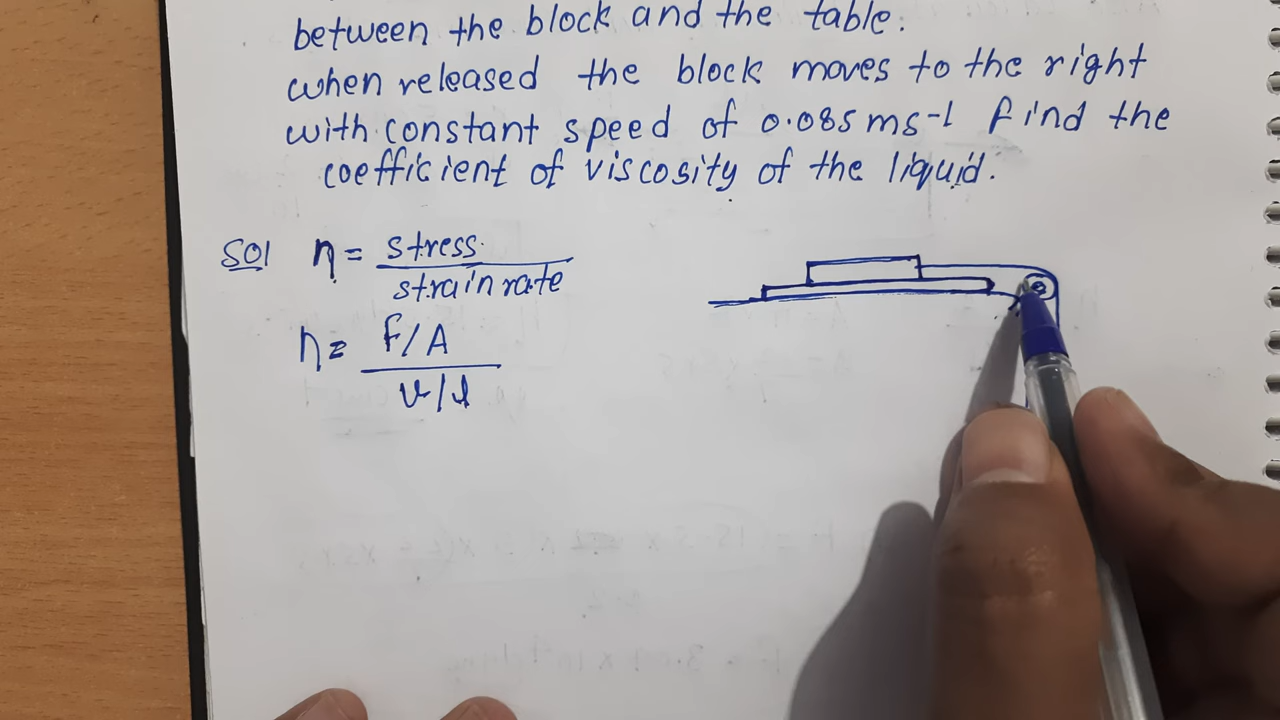 between the block and the table.
when released the block moves to the right
with constant speed of 0.085 ms-1 find the
coefficient of viscosity of the liquid.
Sol η = stress / strain rate
η = F/A / v/l